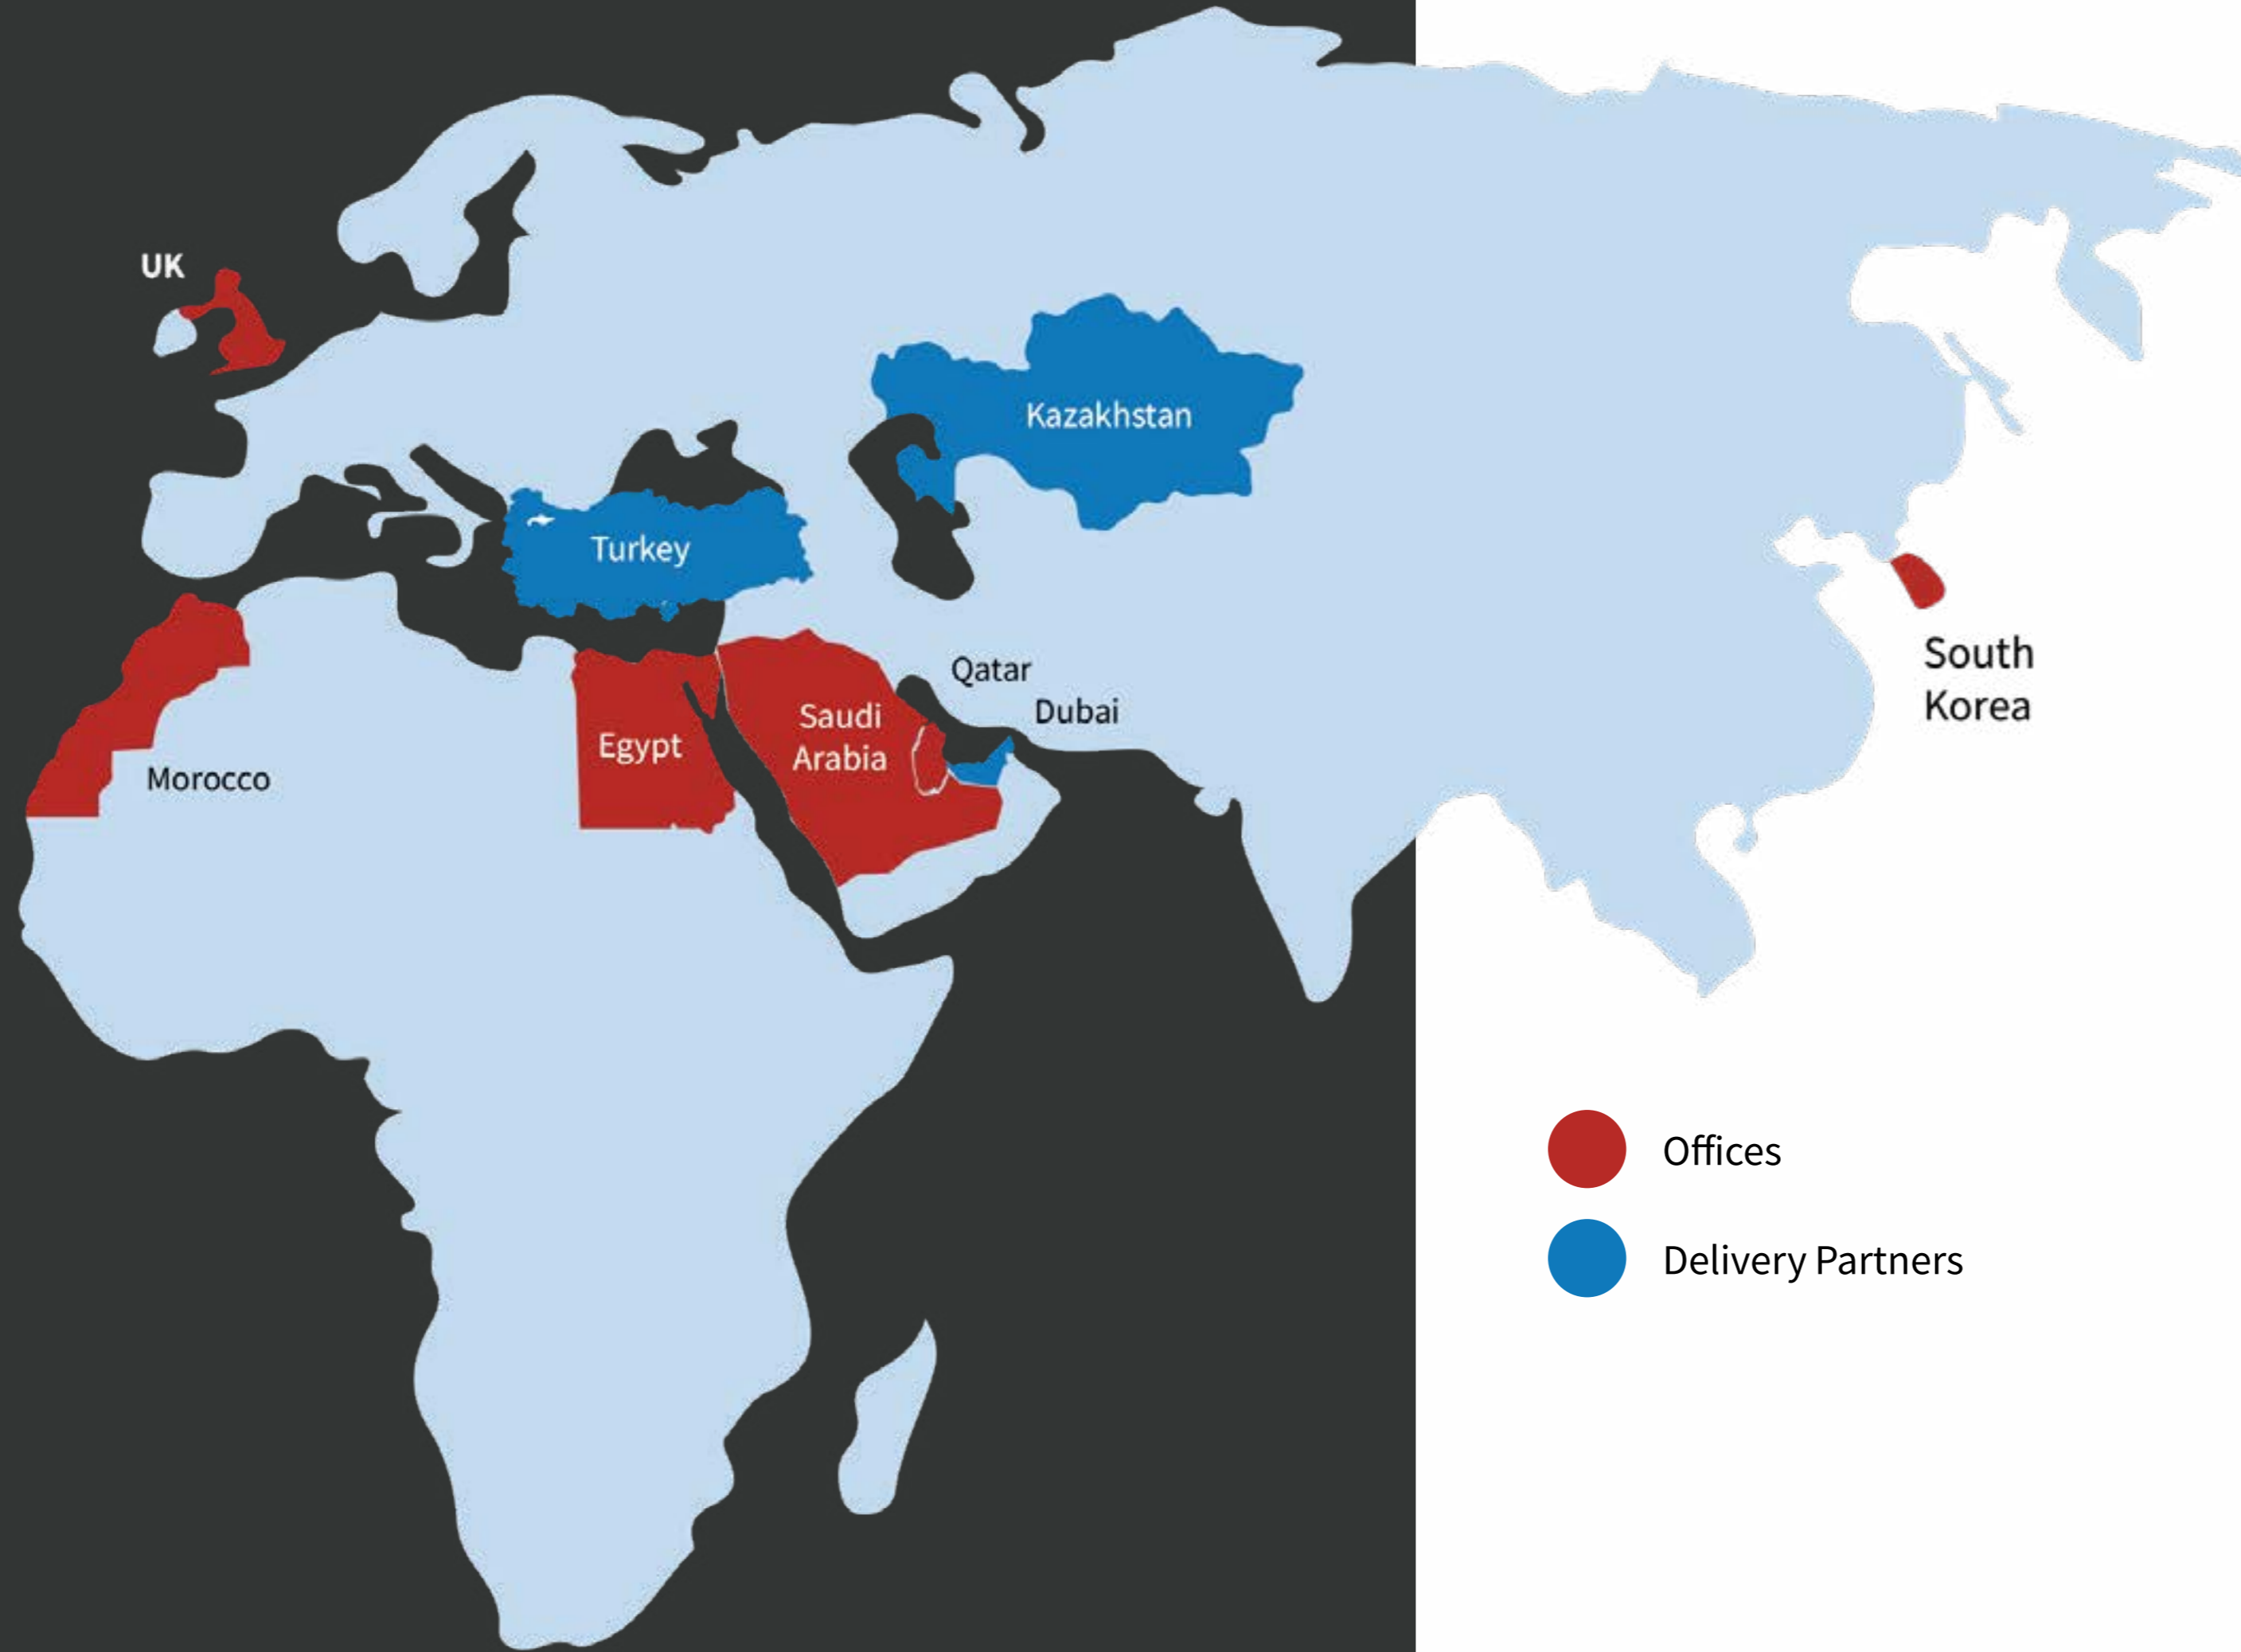 UK
Kazakhstan
Turkey
Qatar
Dubai
South
Korea
Saudi
Arabia
Egypt
Morocco
Offices
Delivery Partners